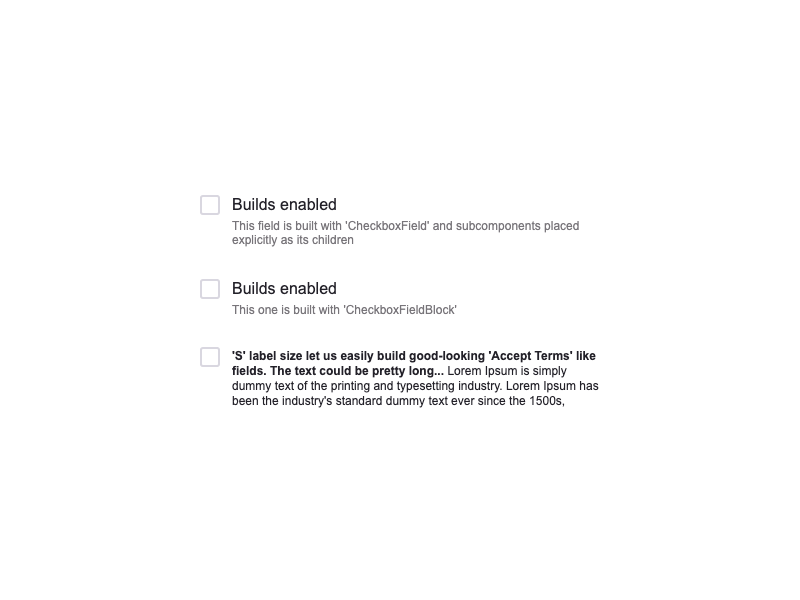 Builds enabled
This field is built with 'CheckboxField' and subcomponents placed
explicitly as its children
Builds enabled
This one is built with 'CheckboxFieldBlock'
'S' label size let us easily build good-looking 'Accept Terms' like
fields. The text could be pretty long... Lorem Ipsum is simply
dummy text of the printing and typesetting industry. Lorem Ipsum has
been the industry's standard dummy text ever since the 1500s,